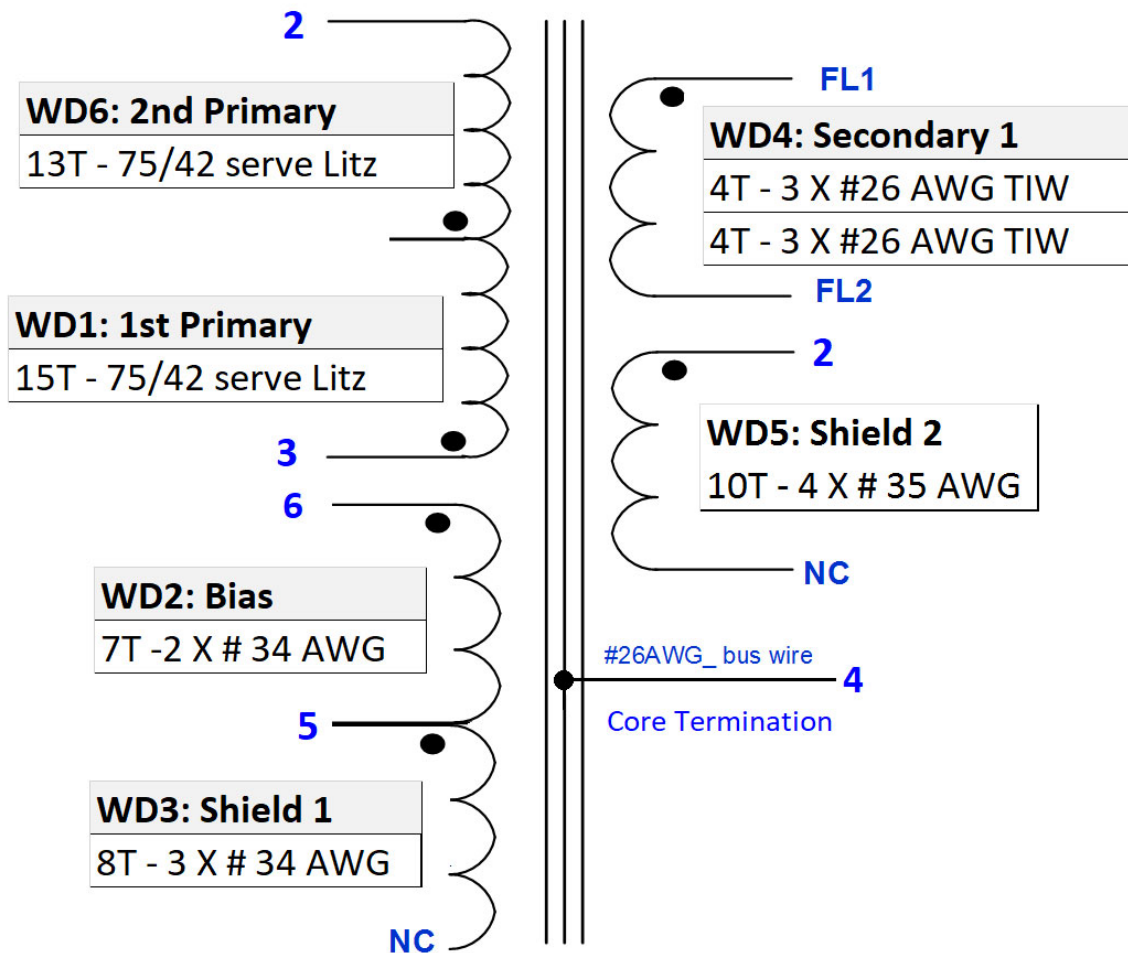 2
WD6: 2nd Primary
13T - 75/42 serve Litz
WD1: 1st Primary
15T - 75/42 serve Litz
3
6
WD2: Bias
7T -2 X # 34 AWG
5
WD3: Shield 1
8T - 3 X # 34 AWG
NC
FL1
WD4: Secondary 1
4T - 3 X #26 AWG TIW
4T - 3 X #26 AWG TIW
FL2
2
WD5: Shield 2
10T - 4 X # 35 AWG
NC
#26AWG_ bus wire
4
Core Termination